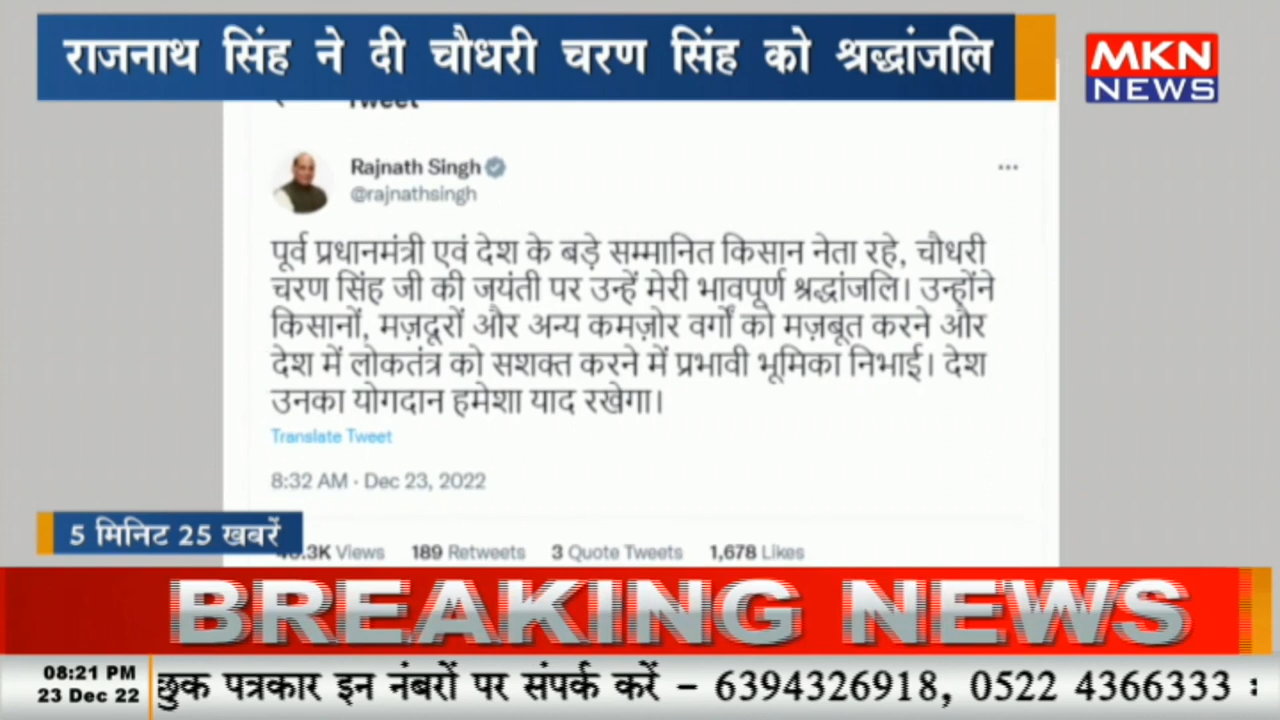 राजनाथ सिंह ने दी चौधरी चरण सिंह को श्रद्धांजलि
MKN
NEWS
Tweet
Rajnath Singh
@rajnathsingh
पूर्व प्रधानमंत्री एवं देश के बड़े सम्मानित किसान नेता रहे, चौधरी
चरण सिंह जी की जयंती पर उन्हें मेरी भावपूर्ण श्रद्धांजलि। उन्होंने
किसानों, मज़दूरों और अन्य कमज़ोर वर्गों को मज़बूत करने और
देश में लोकतंत्र को सशक्त करने में प्रभावी भूमिका निभाई। देश
उनका योगदान हमेशा याद रखेगा।
Translate Tweet
8:32 AM · Dec 23, 2022
5 मिनिट 25 खबरें
.3K Views 189 Retweets 3 Quote Tweets 1,678 Likes
BREAKING NEWS
08:21 PM
23 Dec 22
छुक पत्रकार इन नंबरों पर संपर्क करें – 6394326918, 0522 4366333